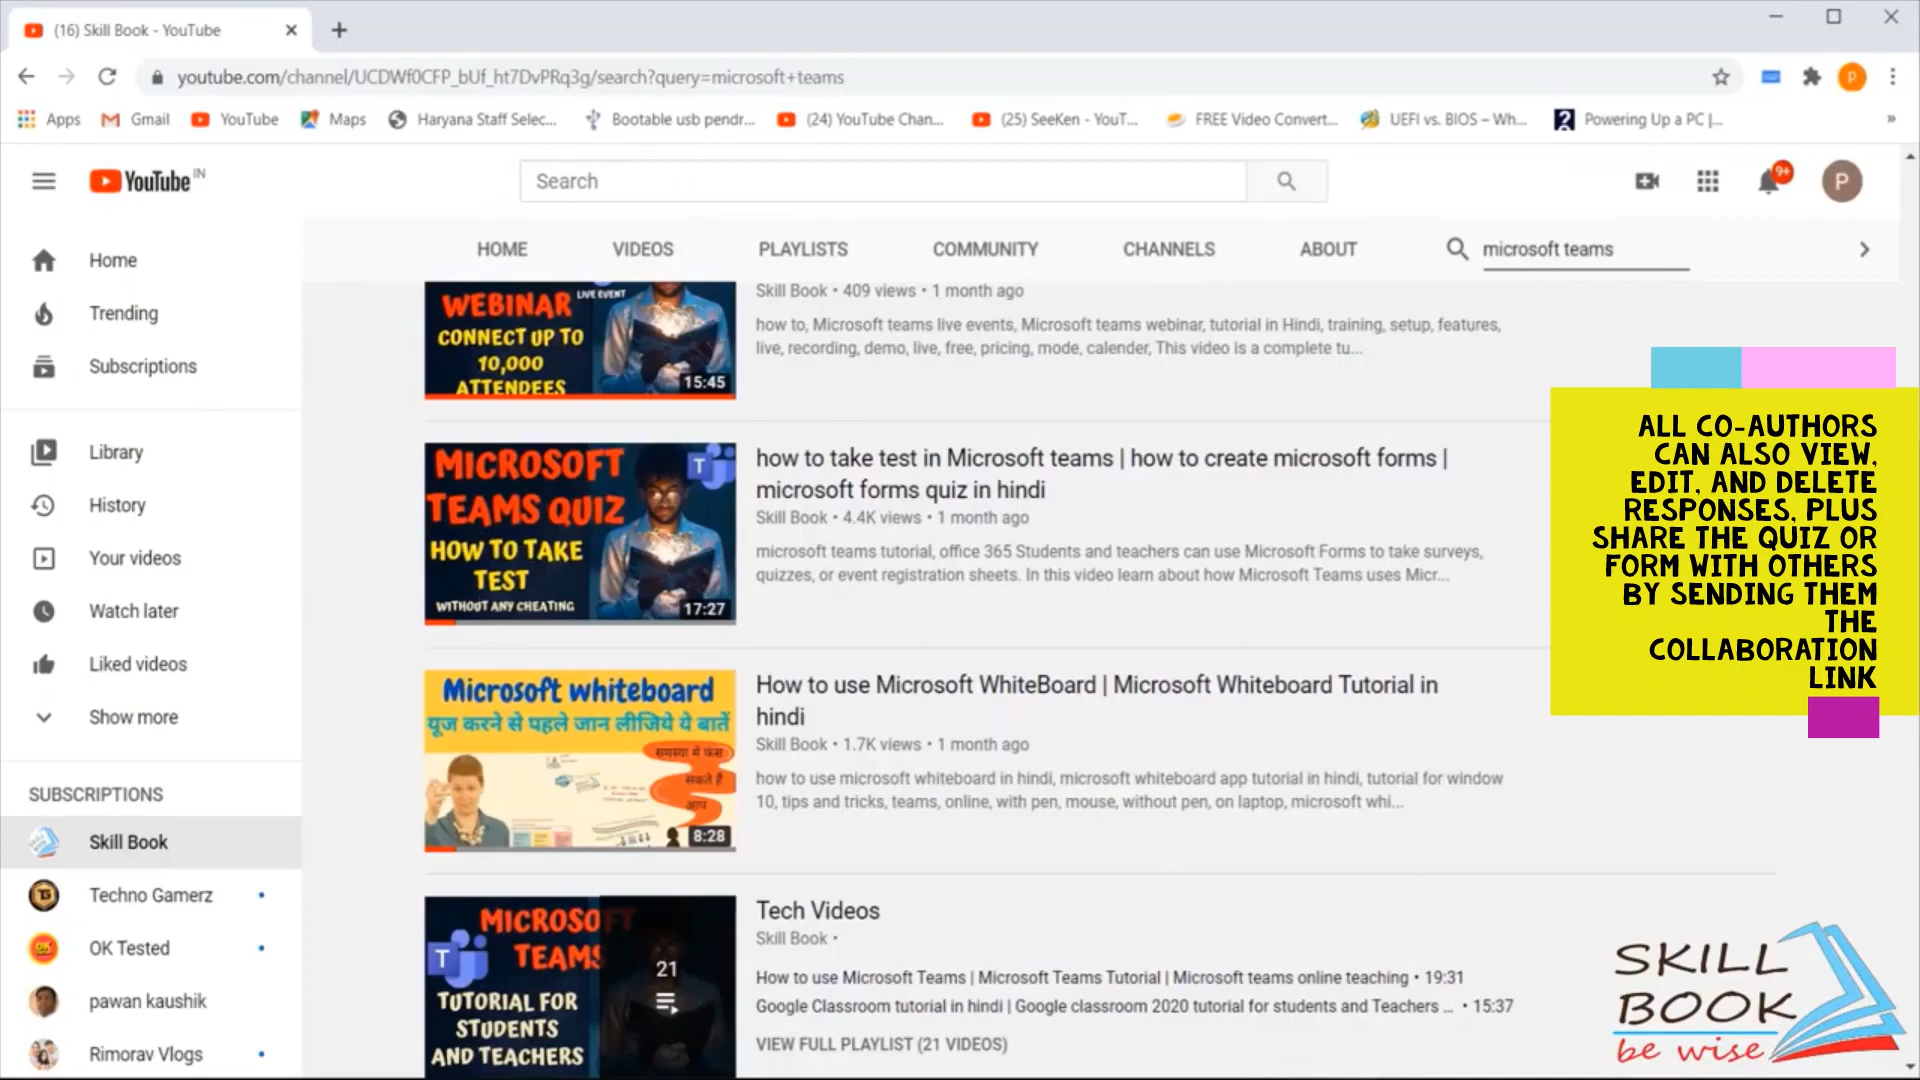 (16) Skill Book - YouTube
youtube.com/channel/UCDWf0CFP_bUf_ht7DvPRq3g/search?query=microsoft+teams
P
Apps
Gmail
YouTube
Maps
Haryana Staff Selec...
Bootable usb pendr...
(24) YouTube Chan...
(25) SeeKen - YouT...
FREE Video Convert...
UEFI vs. BIOS – Wh...
Powering Up a PC |...
YouTube IN
Search
9+
P
HOME
VIDEOS
PLAYLISTS
COMMUNITY
CHANNELS
ABOUT
microsoft teams
Home
Trending
Subscriptions
Library
History
Your videos
Watch later
Liked videos
Show more
SUBSCRIPTIONS
Skill Book
Techno Gamerz
OK Tested
pawan kaushik
Rimorav Vlogs
WEBINAR LIVE EVENT
CONNECT UP TO
10,000
ATTENDEES
15:45
Skill Book • 409 views • 1 month ago
how to, Microsoft teams live events, Microsoft teams webinar, tutorial in Hindi, training, setup, features,
live, recording, demo, live, free, pricing, mode, calender, This video is a complete tu...
MICROSOFT
TEAMS QUIZ
HOW TO TAKE
TEST
WITHOUT ANY CHEATING
T
17:27
how to take test in Microsoft teams | how to create microsoft forms |
microsoft forms quiz in hindi
Skill Book • 4.4K views • 1 month ago
microsoft teams tutorial, office 365 Students and teachers can use Microsoft Forms to take surveys,
quizzes, or event registration sheets. In this video learn about how Microsoft Teams uses Micr...
Microsoft whiteboard
यूज करने से पहले जान लीजिये ये बातें
समस्या में फंस
सकते हैं
आप
8:28
How to use Microsoft WhiteBoard | Microsoft Whiteboard Tutorial in
hindi
Skill Book • 1.7K views • 1 month ago
how to use microsoft whiteboard in hindi, microsoft whiteboard app tutorial in hindi, tutorial for window
10, tips and tricks, teams, online, with pen, mouse, without pen, on laptop, microsoft whi...
MICROSOFT
TEAMS
T
TUTORIAL FOR
STUDENTS
AND TEACHERS
21
Tech Videos
Skill Book •
How to use Microsoft Teams | Microsoft Teams Tutorial | Microsoft teams online teaching • 19:31
Google Classroom tutorial in hindi | Google classroom 2020 tutorial for students and Teachers ... • 15:37
VIEW FULL PLAYLIST (21 VIDEOS)
ALL CO-AUTHORS
CAN ALSO VIEW,
EDIT, AND DELETE
RESPONSES, PLUS
SHARE THE QUIZ OR
FORM WITH OTHERS
BY SENDING THEM
THE
COLLABORATION
LINK
SKILL
BOOK
be wise